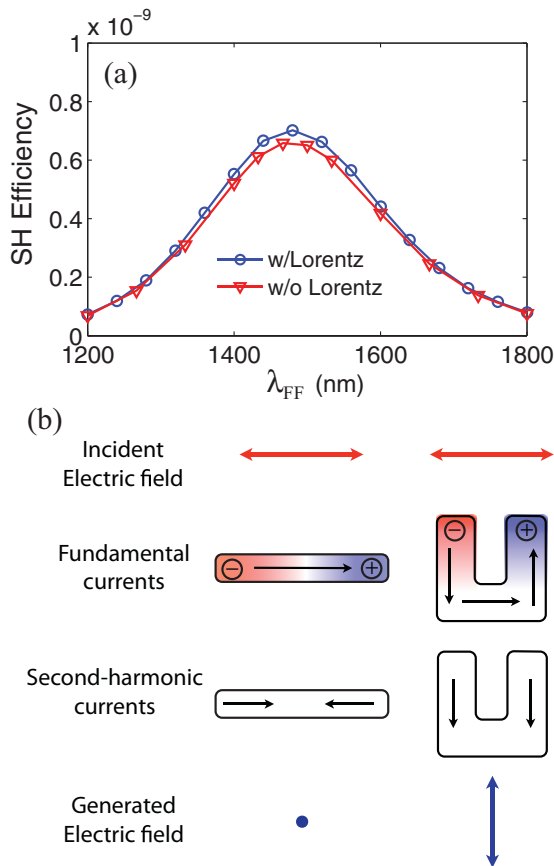 x 10⁻⁹
1
(a)
0.8
0.6
0.4
0.2
0
SH Efficiency
w/Lorentz
w/o Lorentz
1200 1400 1600 1800
λFF (nm)
(b)
Incident
Electric field
Fundamental
currents
− +
− +
Second-harmonic
currents
Generated
Electric field